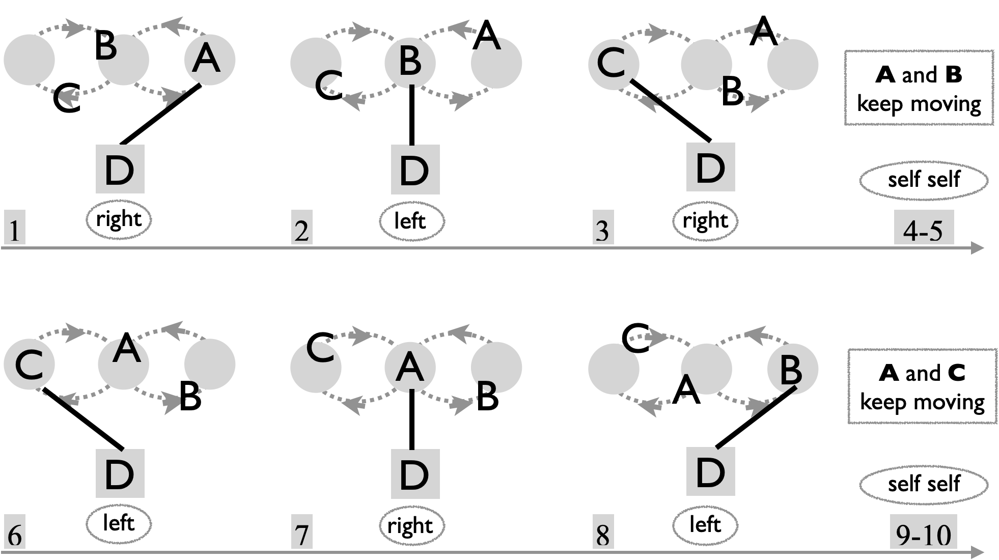 B
A
C
D
right
1
A
B
C
D
left
2
A
C
B
D
right
3
A and B
keep moving
self self
4-5
A
C
B
D
left
6
C
A
B
D
right
7
C
B
A
D
left
8
A and C
keep moving
self self
9-10